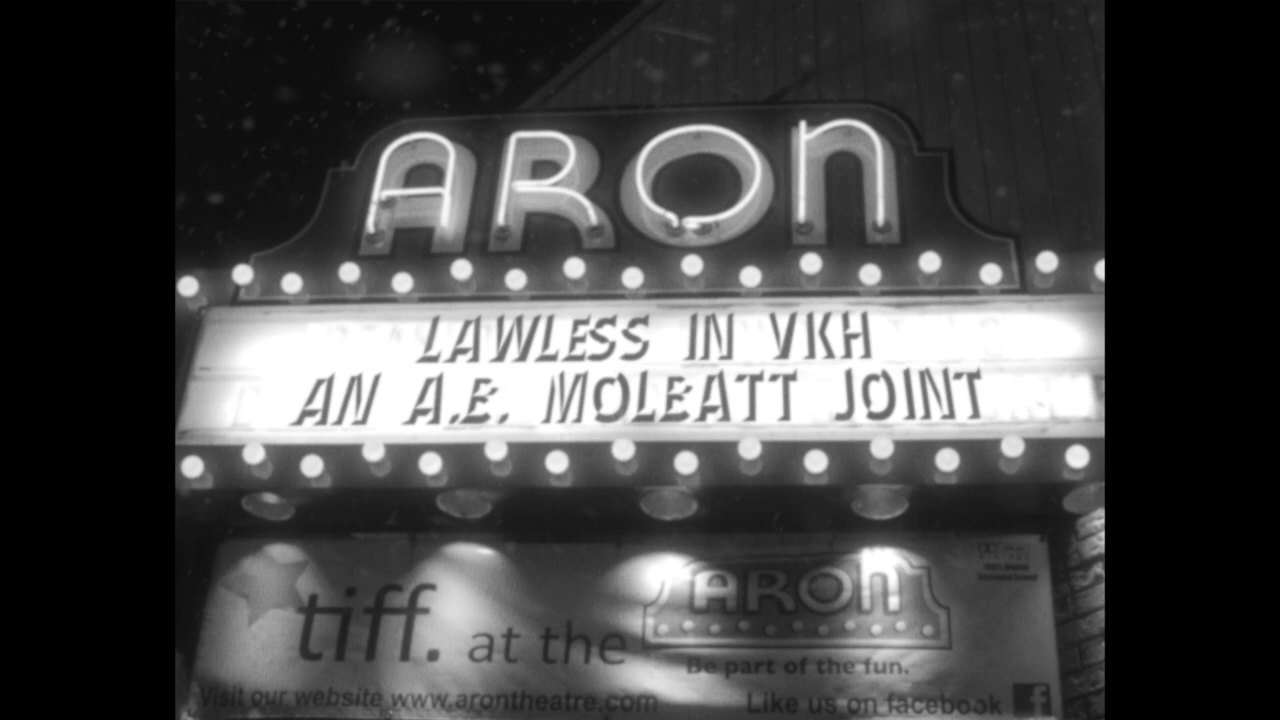 ARON
LAWLESS IN VKH
AN A.B. MOLBATT JOINT
tiff. at the ARON
Be part of the fun.
Visit our website www.arontheatre.com
Like us on facebook f